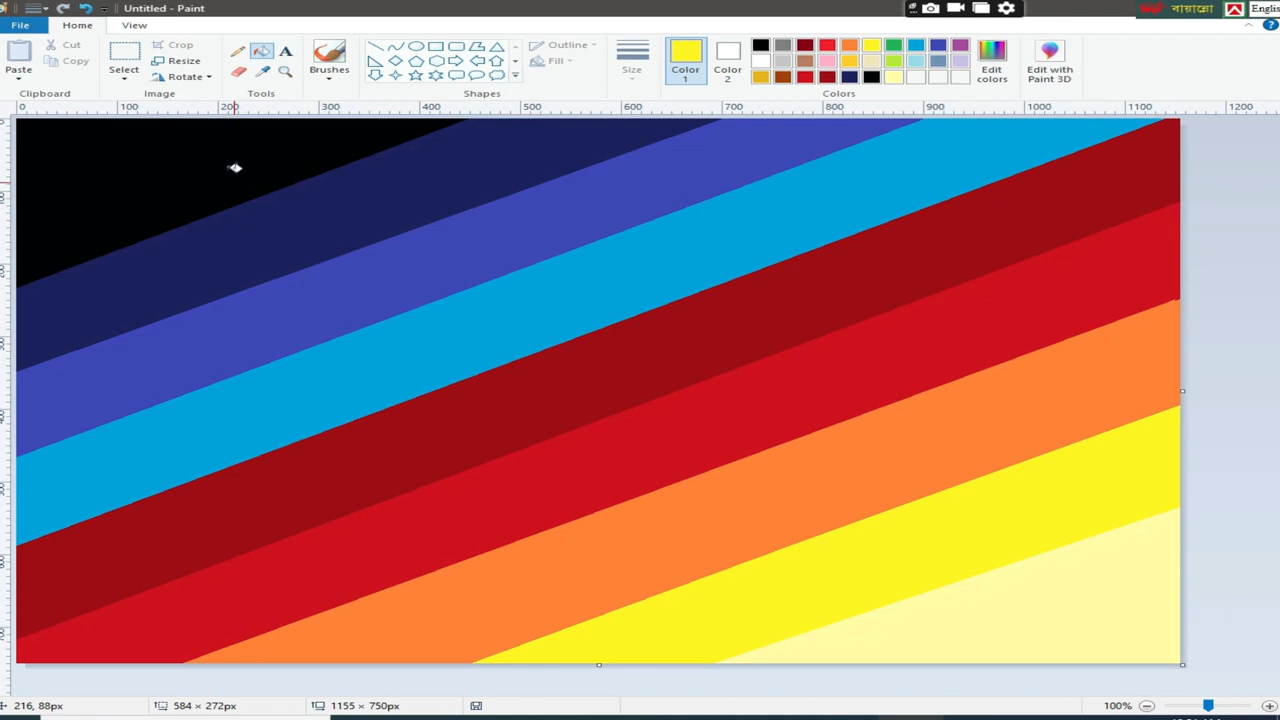 Untitled - Paint
বায়ান্নো
Englis
File
Home
View
Paste
Cut
Copy
Clipboard
Select
Crop
Resize
Rotate
Image
A
Tools
Brushes
Shapes
Outline
Fill
Size
Color 1
Color 2
Colors
Edit colors
Edit with Paint 3D
0 100 200 300 400 500 600 700 800 900 1000 1100 1200
216, 88px
584 × 272px
1155 × 750px
100%